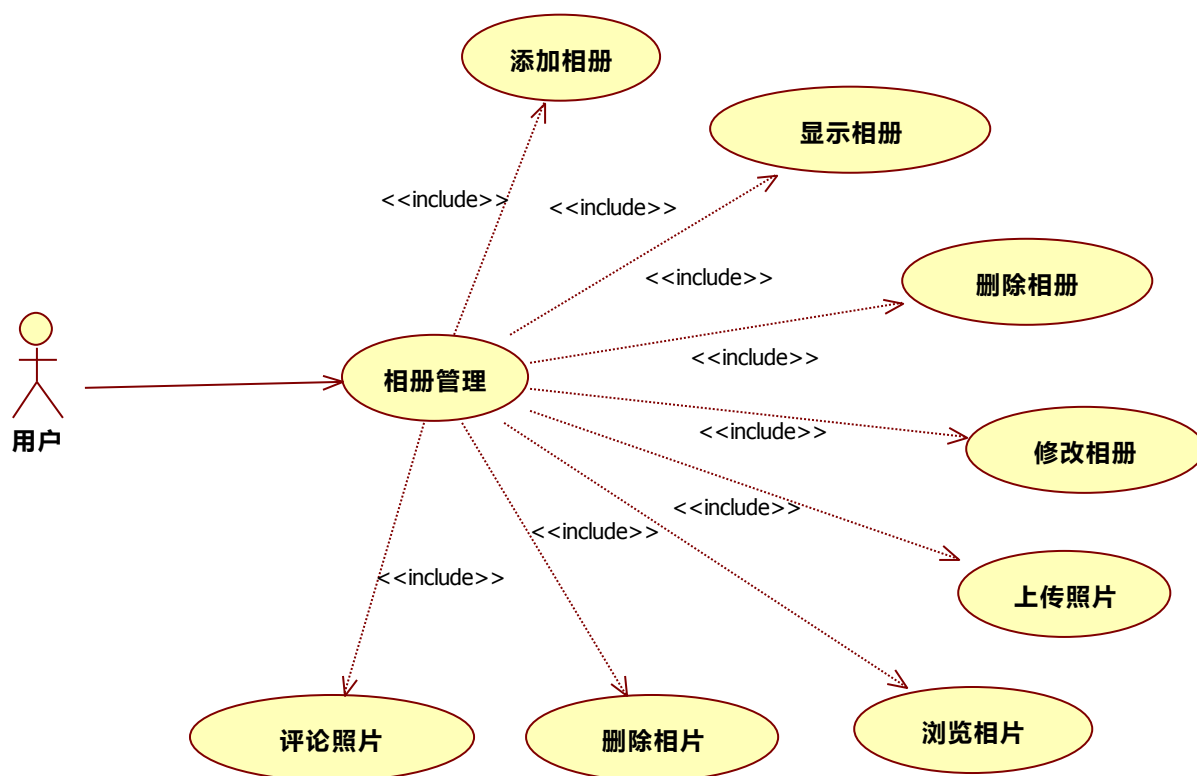 添加相册
显示相册
<<include>>
<<include>>
<<include>>
删除相册
<<include>>
相册管理
用户
<<include>>
修改相册
<<include>>
<<include>>
<<include>>
上传照片
评论照片
删除相片
浏览相片